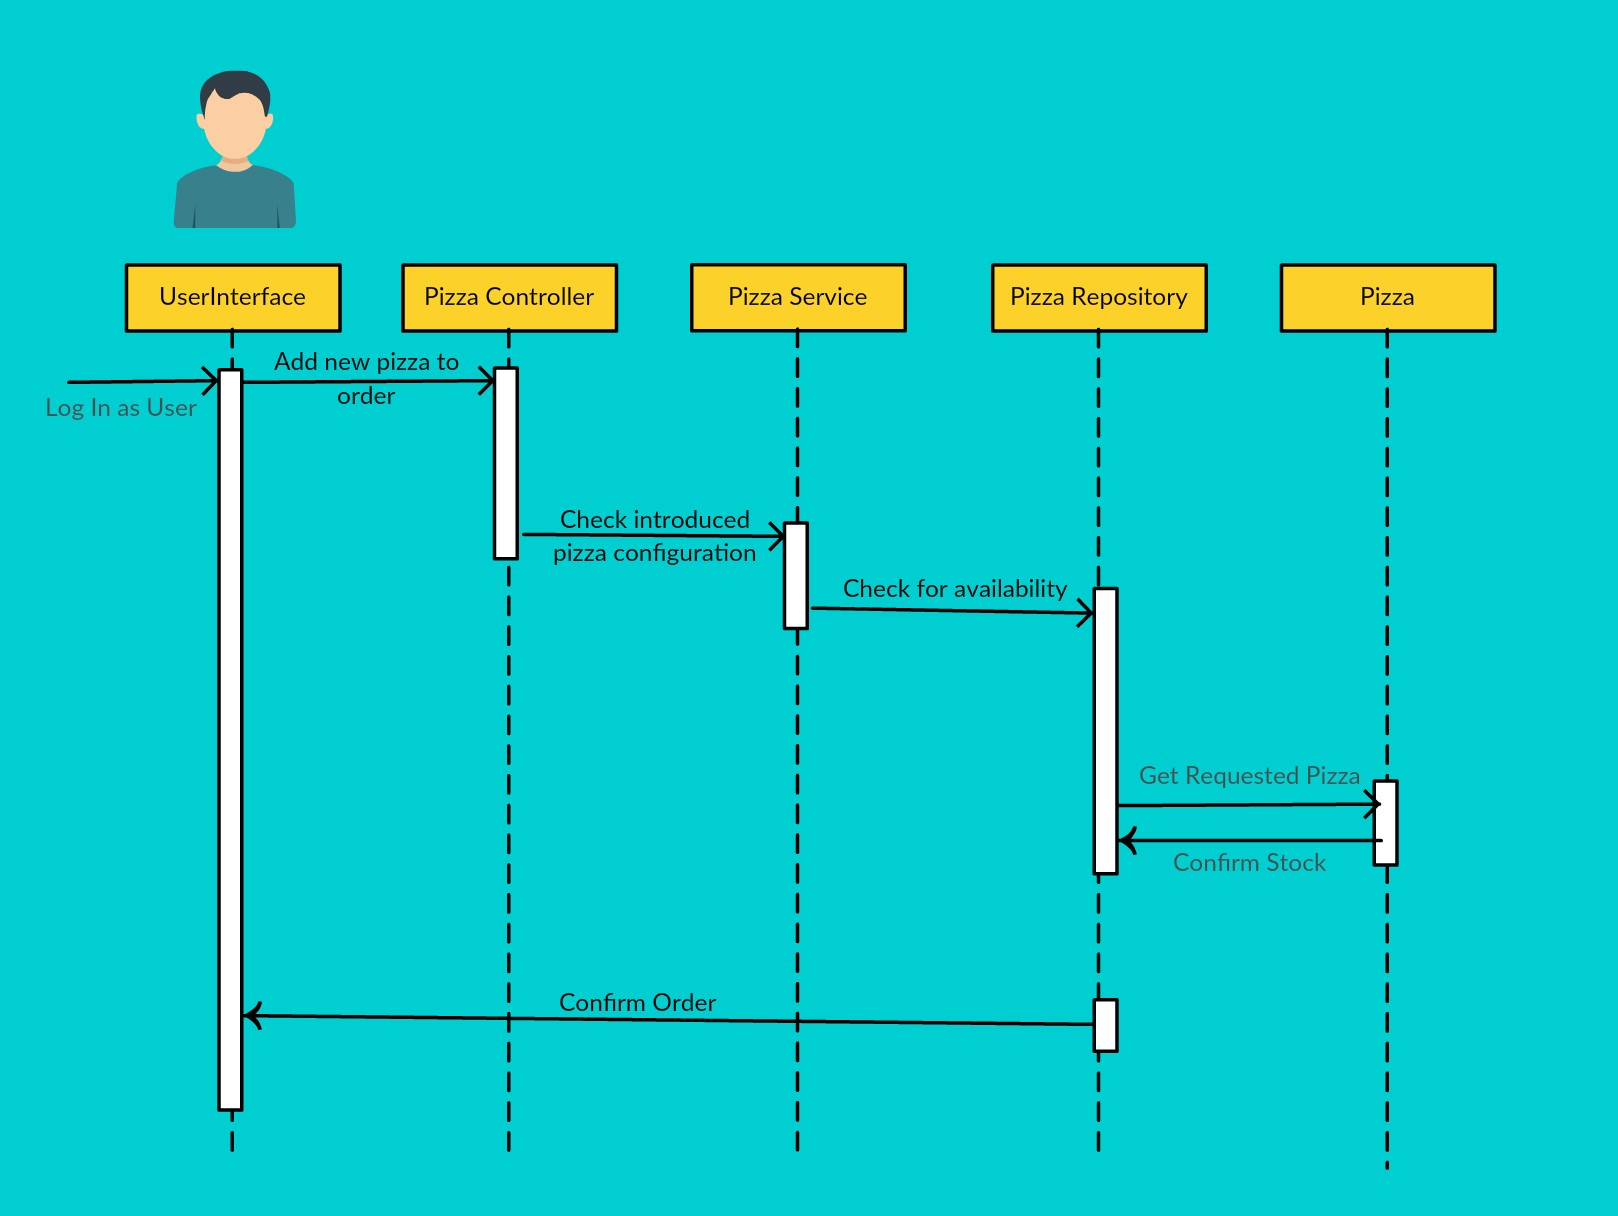 UserInterface
Pizza Controller
Pizza Service
Pizza Repository
Pizza
Log In as User
Add new pizza to
order
Check introduced
pizza configuration
Check for availability
Get Requested Pizza
Confirm Stock
Confirm Order